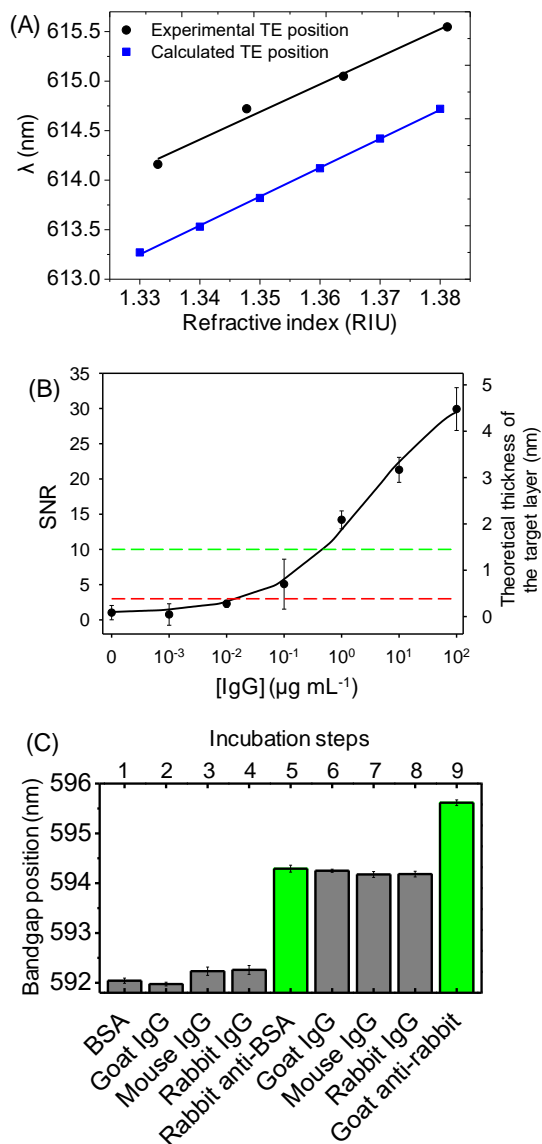 (A)
615.5
615.0
614.5
614.0
613.5
613.0
λ (nm)
Experimental TE position
Calculated TE position
1.33 1.34 1.35 1.36 1.37 1.38
Refractive index (RIU)
(B)
35
30
25
20
15
10
5
0
SNR
5
4
3
2
1
0
Theoretical thickness of
the target layer (nm)
0 10⁻³ 10⁻² 10⁻¹ 10⁰ 10¹ 10²
[IgG] (µg mL⁻¹)
(C)
Incubation steps
1 2 3 4 5 6 7 8 9
596
595
594
593
592
Bandgap position (nm)
BSA
Goat IgG
Mouse IgG
Rabbit IgG
Rabbit anti-BSA
Goat IgG
Mouse IgG
Rabbit IgG
Goat anti-rabbit